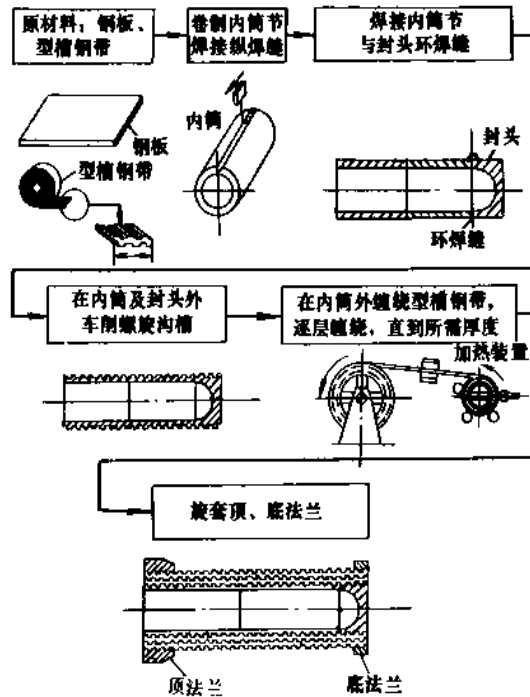 原材料：钢板、
型槽钢带
卷制内筒节
焊接纵焊缝
焊接内筒节
与封头环焊缝
钢板
型槽钢带
内筒
封头
环焊缝
在内筒及封头外
车削螺旋沟槽
在内筒外缠绕型槽钢带，
逐层缠绕，直到所需厚度
加热装置
旋套顶、底法兰
顶法兰
底法兰